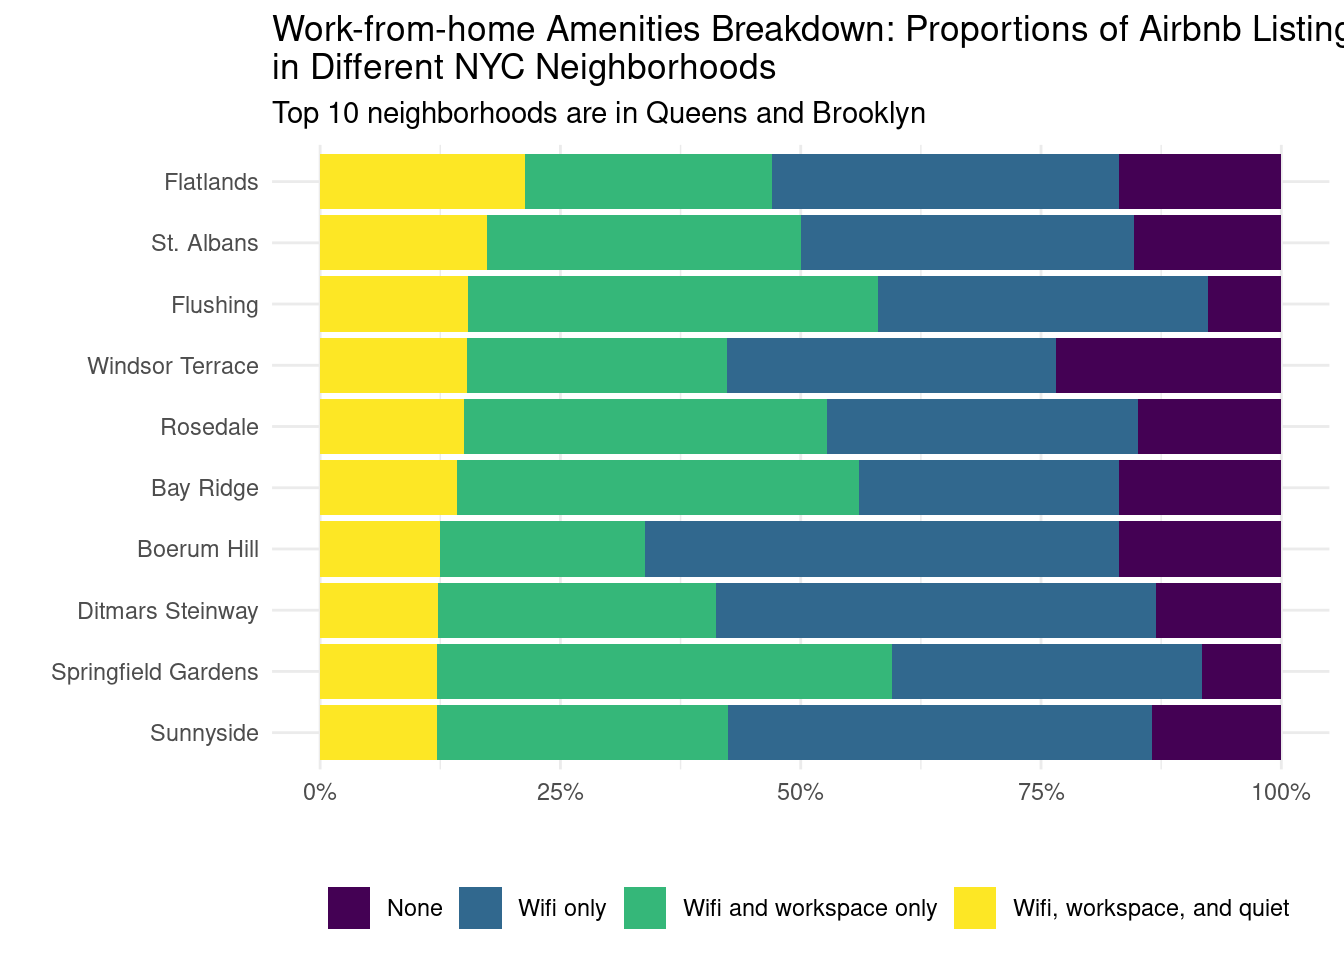 Work-from-home Amenities Breakdown: Proportions of Airbnb Listing
in Different NYC Neighborhoods
Top 10 neighborhoods are in Queens and Brooklyn
Flatlands
St. Albans
Flushing
Windsor Terrace
Rosedale
Bay Ridge
Boerum Hill
Ditmars Steinway
Springfield Gardens
Sunnyside
0% 25% 50% 75% 100%
None Wifi only Wifi and workspace only Wifi, workspace, and quiet